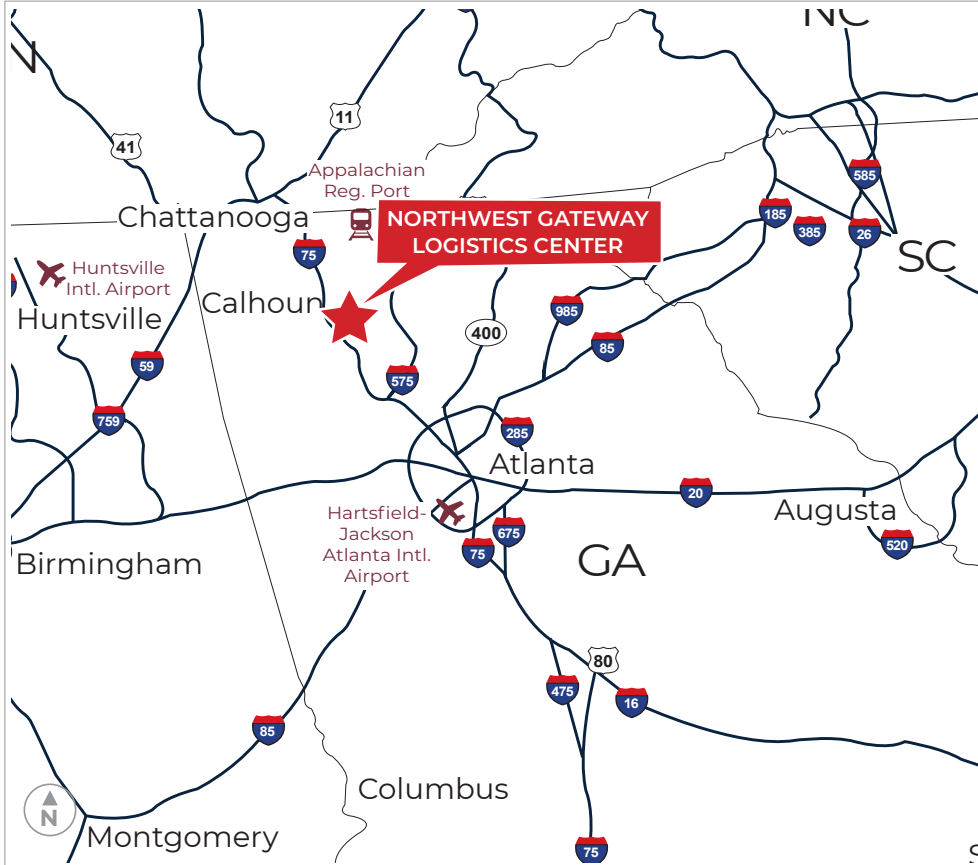 NC
N
11
41
Appalachian
Reg. Port
585
Chattanooga
NORTHWEST GATEWAY
LOGISTICS CENTER
185
385
26
75
SC
Huntsville
Intl. Airport
Calhoun
Huntsville
985
400
85
59
575
759
285
Atlanta
20
Augusta
Hartsfield-
Jackson
Atlanta Intl.
Airport
675
75
520
GA
Birmingham
80
475
16
85
Columbus
N
Montgomery
75